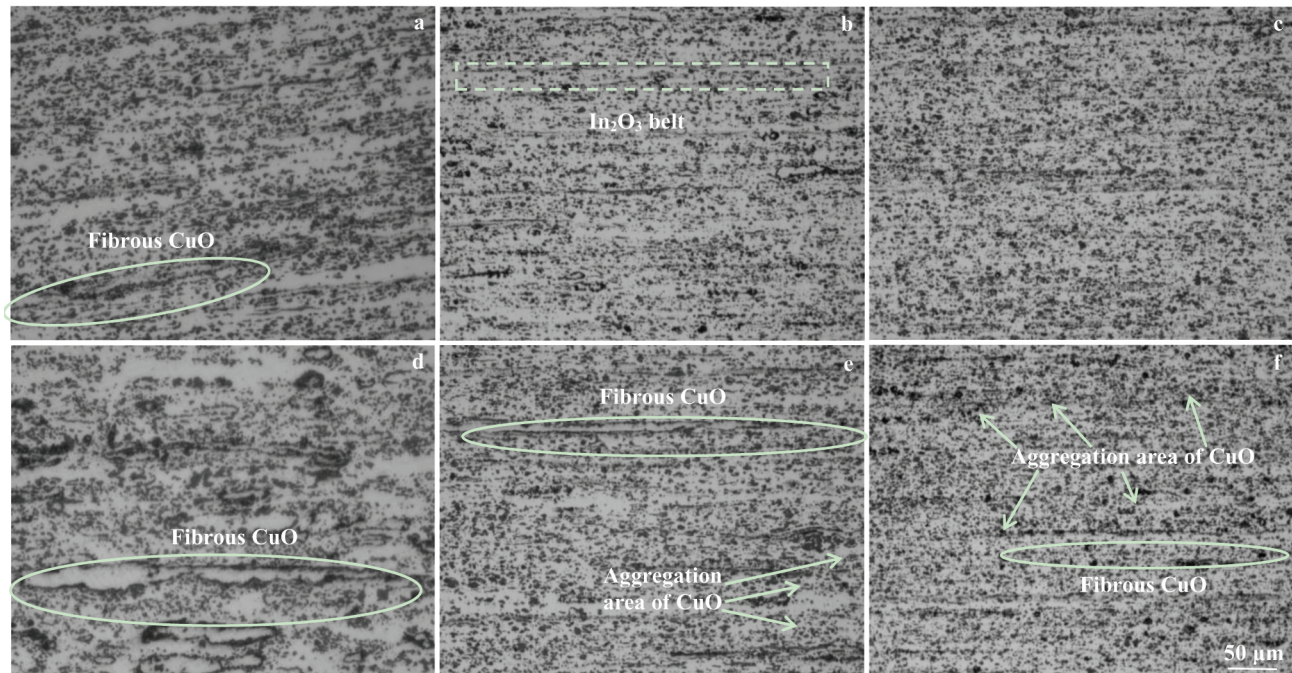 a
b
c
In₂O₃ belt
Fibrous CuO
d
e
f
Fibrous CuO
Aggregation area of CuO
Fibrous CuO
Fibrous CuO
Aggregation
area of CuO
50 μm